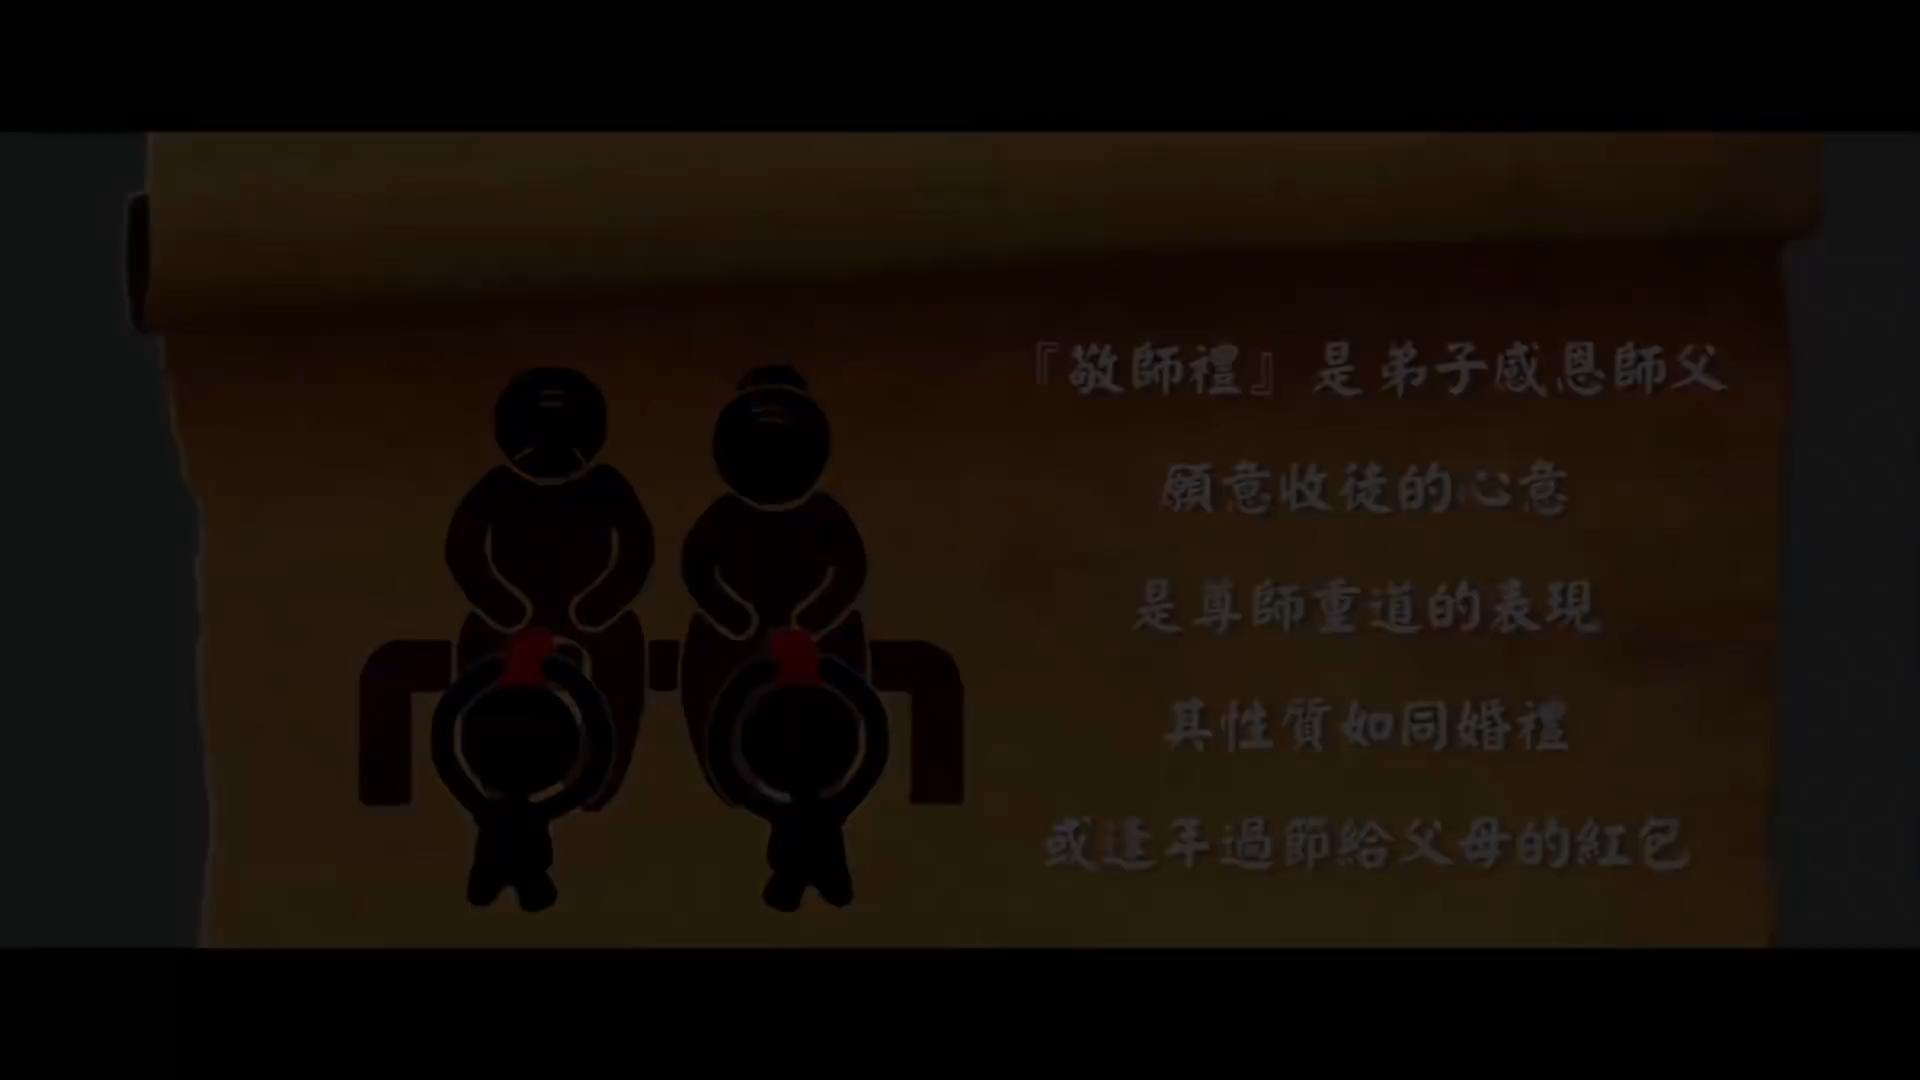 『敬師禮』是弟子感恩師父
願意收徒的心意
是尊師重道的表現
其性質如同婚禮
或逢年過節給父母的紅包